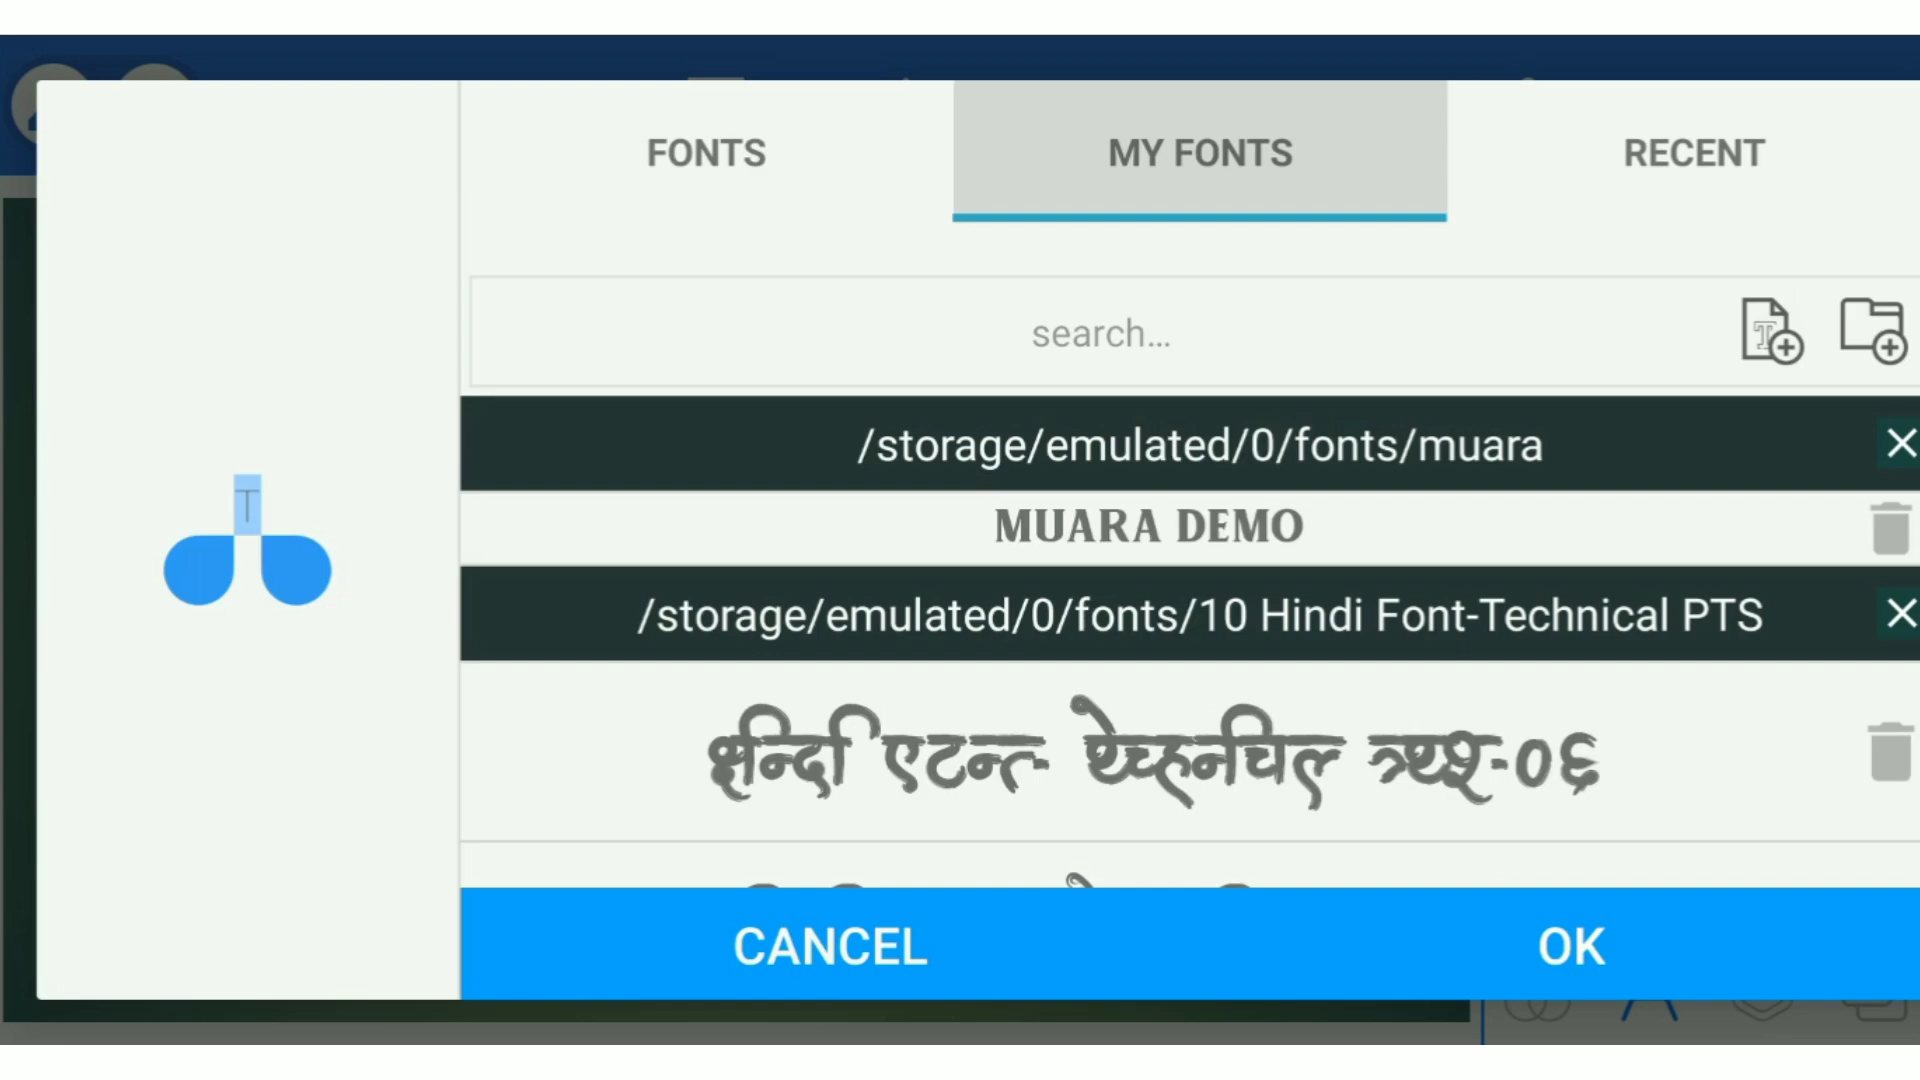 FONTS
MY FONTS
RECENT
search...
/storage/emulated/0/fonts/muara
MUARA DEMO
/storage/emulated/0/fonts/10 Hindi Font-Technical PTS
T
CANCEL
OK